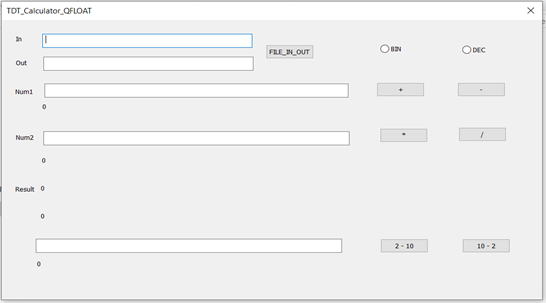 TDT_Calculator_QFLOAT
In
FILE_IN_OUT
BIN
DEC
Out
Num1
+
-
0
Num2
*
/
0
Result
0
0
2 - 10
10 - 2
0